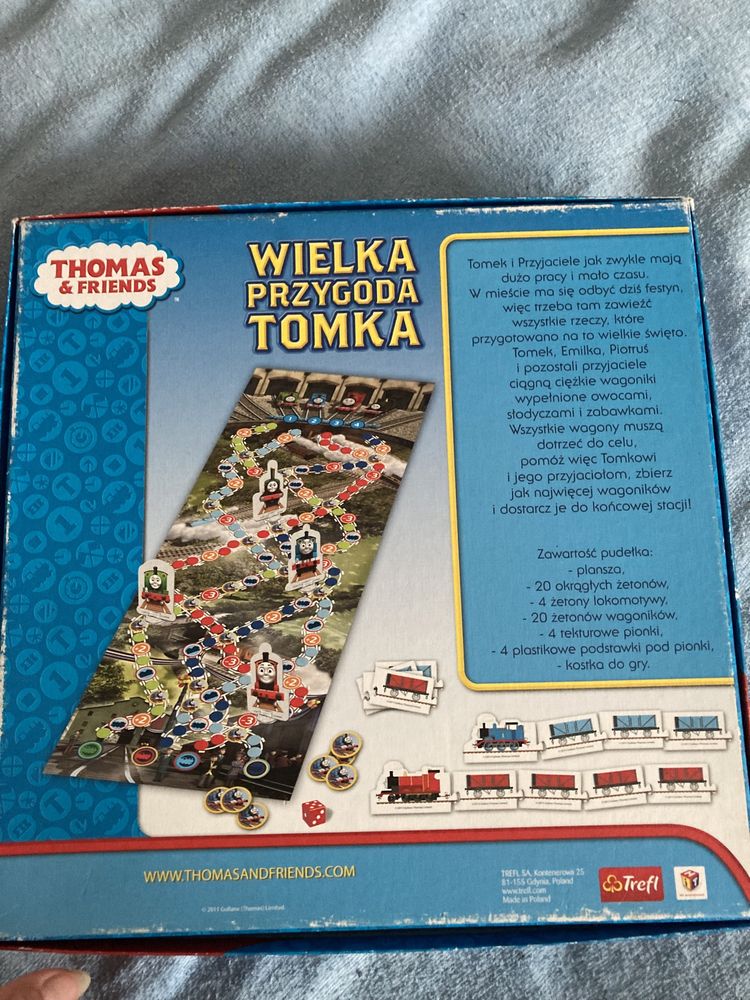 THOMAS
& FRIENDS
WIELKA
PRZYGODA
TOMKA
Tomek i Przyjaciele jak zwykle mają
dużo pracy i mało czasu.
W mieście ma się odbyć dziś festyn,
więc trzeba tam zawieźć
wszystkie rzeczy, które
przygotowano na to wielkie święto.
Tomek, Emilka, Piotruś
i pozostali przyjaciele
ciągną ciężkie wagoniki
wypełnione owocami,
słodyczami i zabawkami.
Wszystkie wagony muszą
dotrzeć do celu,
pomóż więc Tomkowi
i jego przyjaciołom, zbierz
jak najwięcej wagoników
i dostarcz je do końcowej stacji!
Zawartość pudełka:
- plansza,
- 20 okrągłych żetonów,
- 4 żetony lokomotywy,
- 20 żetonów wagoników,
- 4 tekturowe pionki,
- 4 plastikowe podstawki pod pionki,
- kostka do gry.
WWW.THOMASANDFRIENDS.COM
© 2011 Gullane (Thomas) Limited.
TREFL SA, Kontenerowa 25
81-155 Gdynia, Poland
www.trefl.com
Made in Poland
Trefl